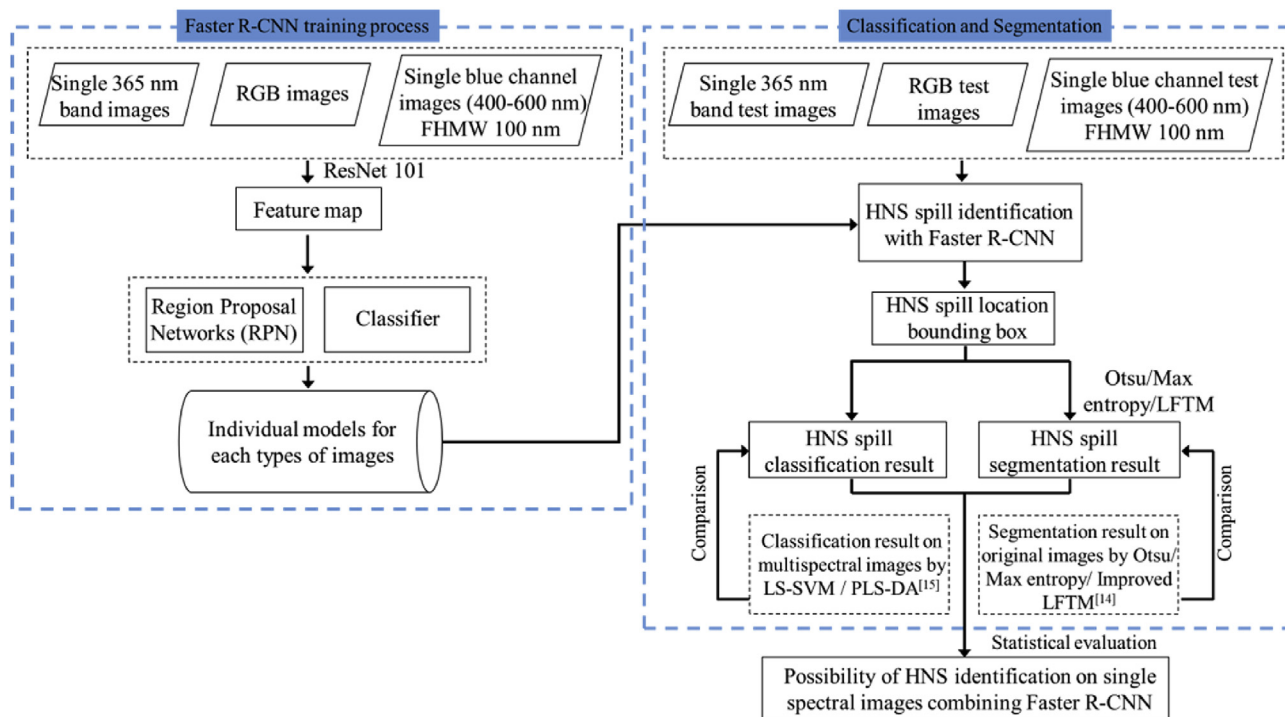 Faster R-CNN training process
Single 365 nm
band images
RGB images
Single blue channel
images (400-600 nm)
FHMW 100 nm
ResNet 101
Feature map
Region Proposal
Networks (RPN)
Classifier
Individual models for
each types of images
Classification and Segmentation
Single 365 nm
band test images
RGB test
images
Single blue channel test
images (400-600 nm)
FHMW 100 nm
HNS spill identification
with Faster R-CNN
HNS spill location
bounding box
Otsu/Max
entropy/LFTM
HNS spill
classification result
HNS spill
segmentation result
Comparison
Classification result on
multispectral images by
LS-SVM / PLS-DA[15]
Segmentation result on
original images by Otsu/
Max entropy/ Improved
LFTM[14]
Comparison
Statistical evaluation
Possibility of HNS identification on single
spectral images combining Faster R-CNN